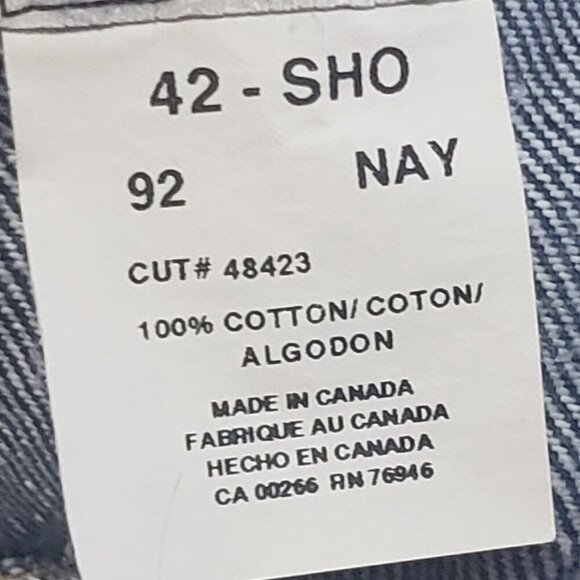 42 - SHO
92 NAY
CUT# 48423
100% COTTON/ COTON/
ALGODON
MADE IN CANADA
FABRIQUE AU CANADA
HECHO EN CANADA
CA 00266 RN 76946